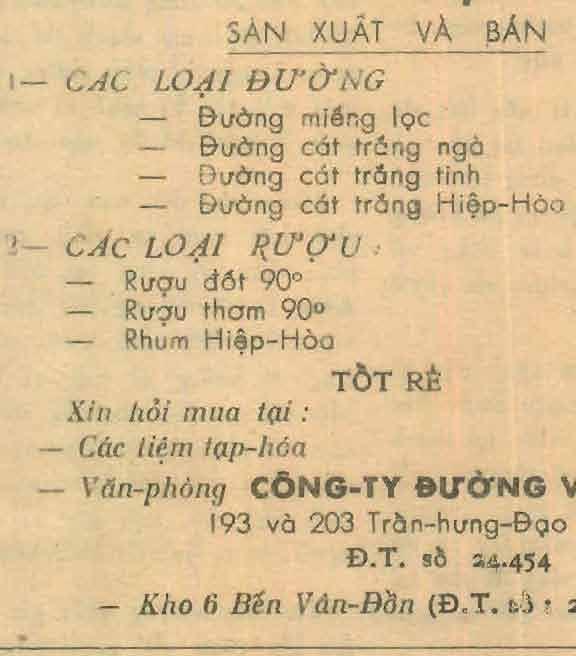 SẢN XUẤT VÀ BÁN
1— CÁC LOẠI ĐƯỜNG
— Đường miếng lọc
— Đường cát trắng ngà
— Đường cát trắng tinh
— Đường cát trắng Hiệp-Hòa
2— CÁC LOẠI RƯỢU :
— Rượu đốt 90°
— Rượu thơm 90°
— Rhum Hiệp-Hòa
TỐT RẺ
Xin hỏi mua tại :
— Các tiệm tạp-hóa
— Văn-phòng CÔNG-TY ĐƯỜNG V
193 và 203 Trần-hưng-Đạo
Đ.T. số 24.454
— Kho 6 Bến Vân-Đồn (Đ.T. số : 2